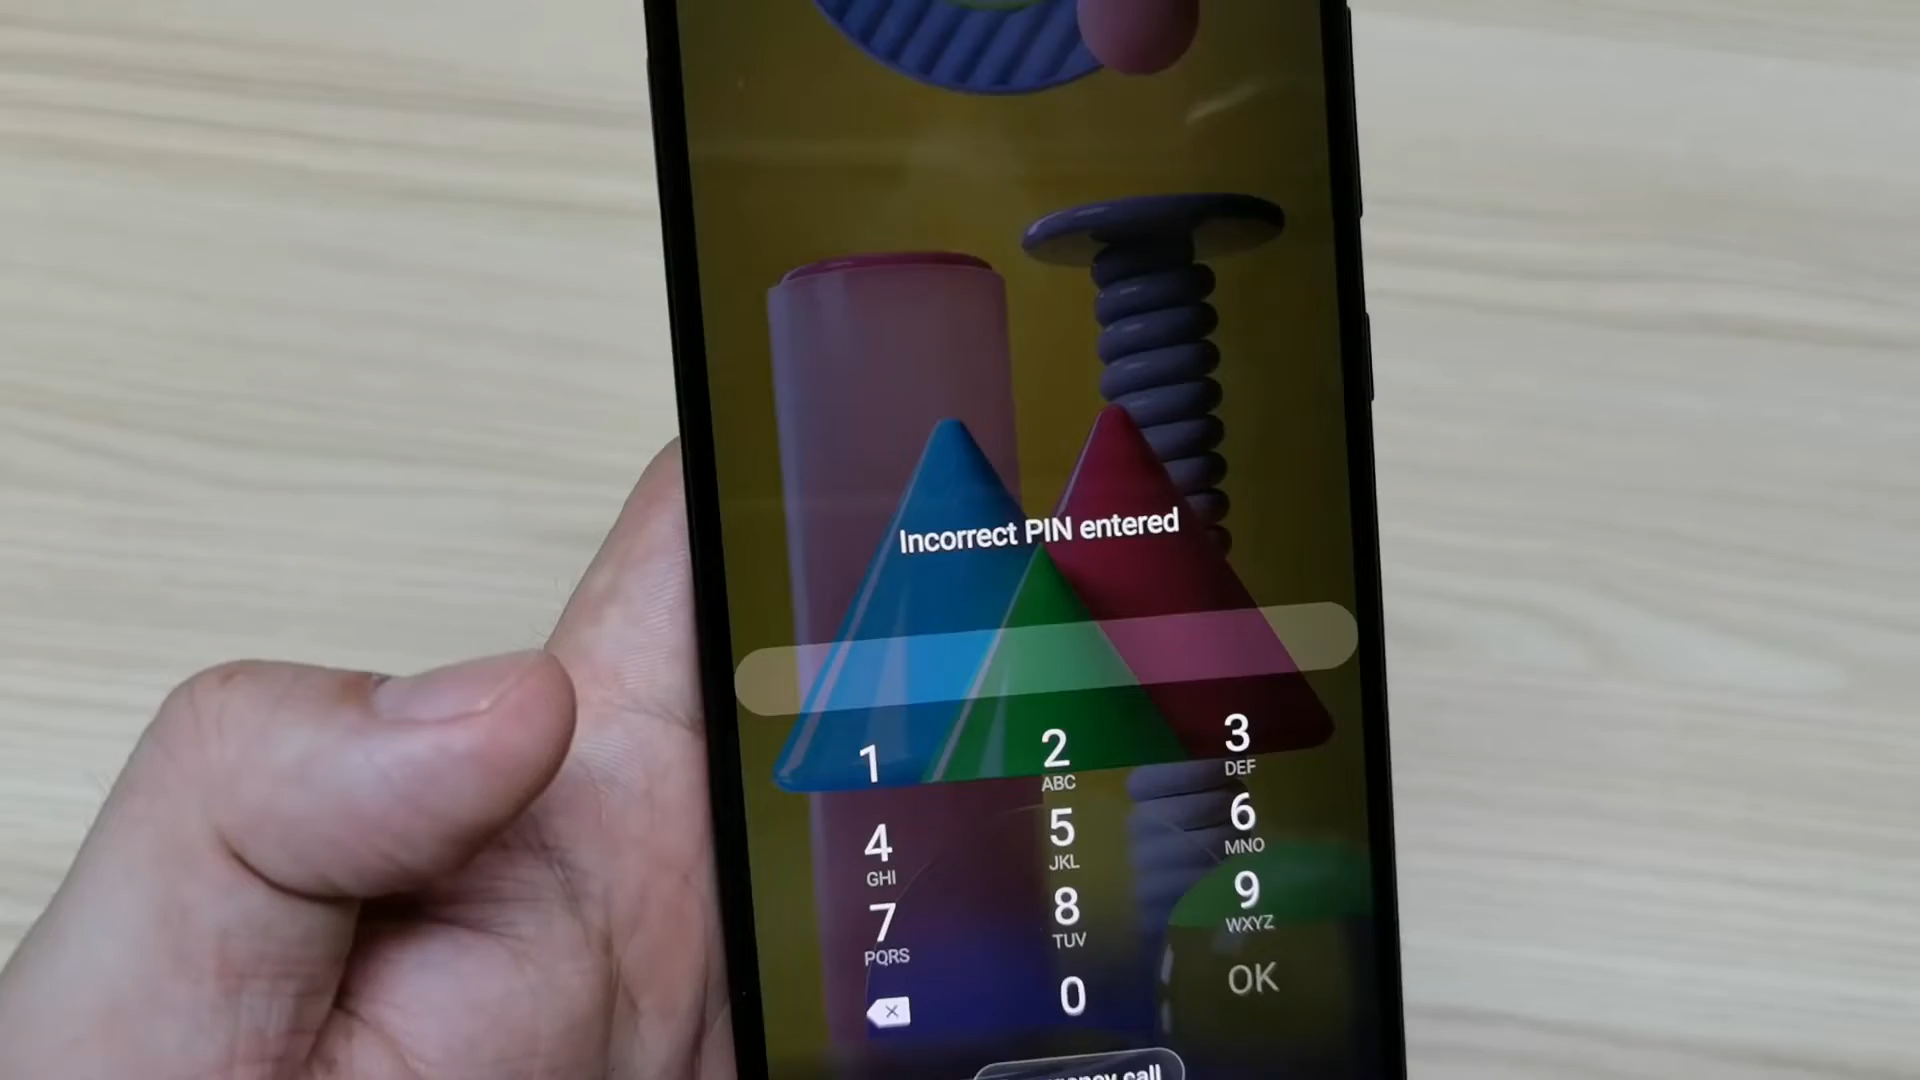 Incorrect PIN entered
1 2 3
ABC DEF
4 5 6
GHI JKL MNO
7 8 9
PQRS TUV WXYZ
0 OK
call